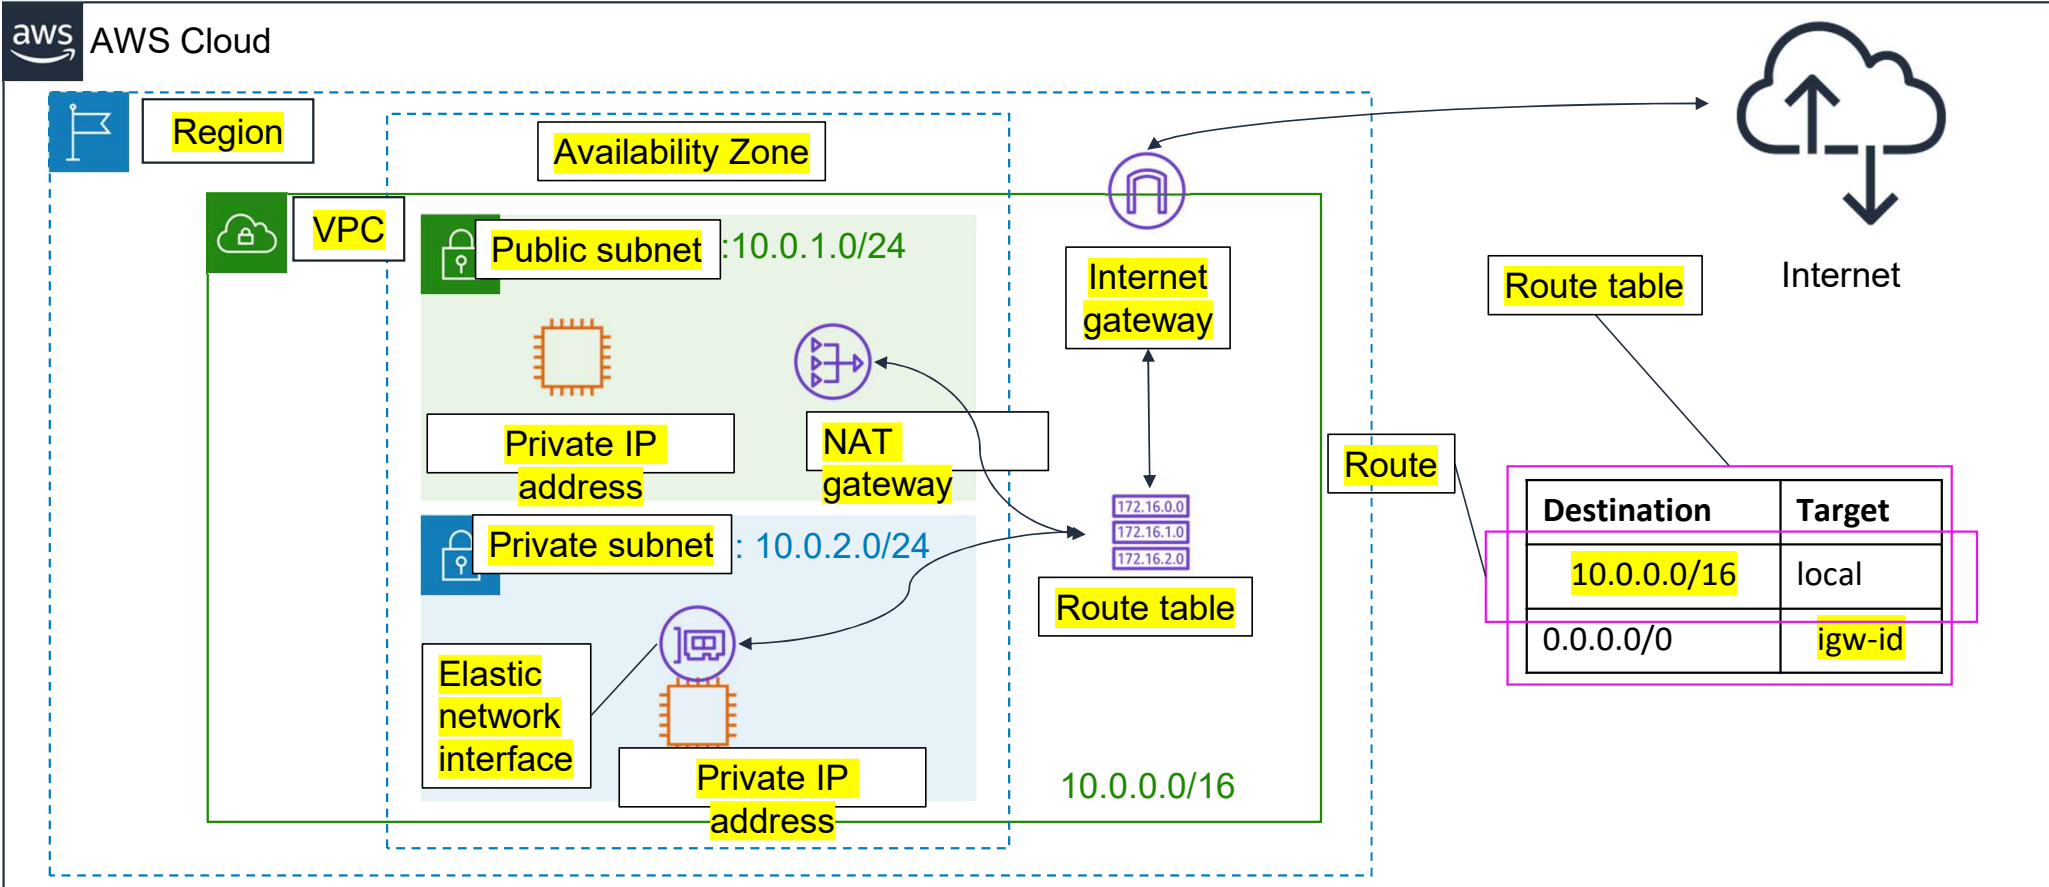 aws AWS Cloud
Region
Availability Zone
VPC
Public subnet :10.0.1.0/24
Internet
gateway
Internet
Route table
Private IP
address
NAT
gateway
Route
172.16.0.0
172.16.1.0
172.16.2.0
Route table
Private subnet : 10.0.2.0/24
Elastic
network
interface
Private IP
address
10.0.0.0/16
Destination Target
10.0.0.0/16 local
0.0.0.0/0 igw-id